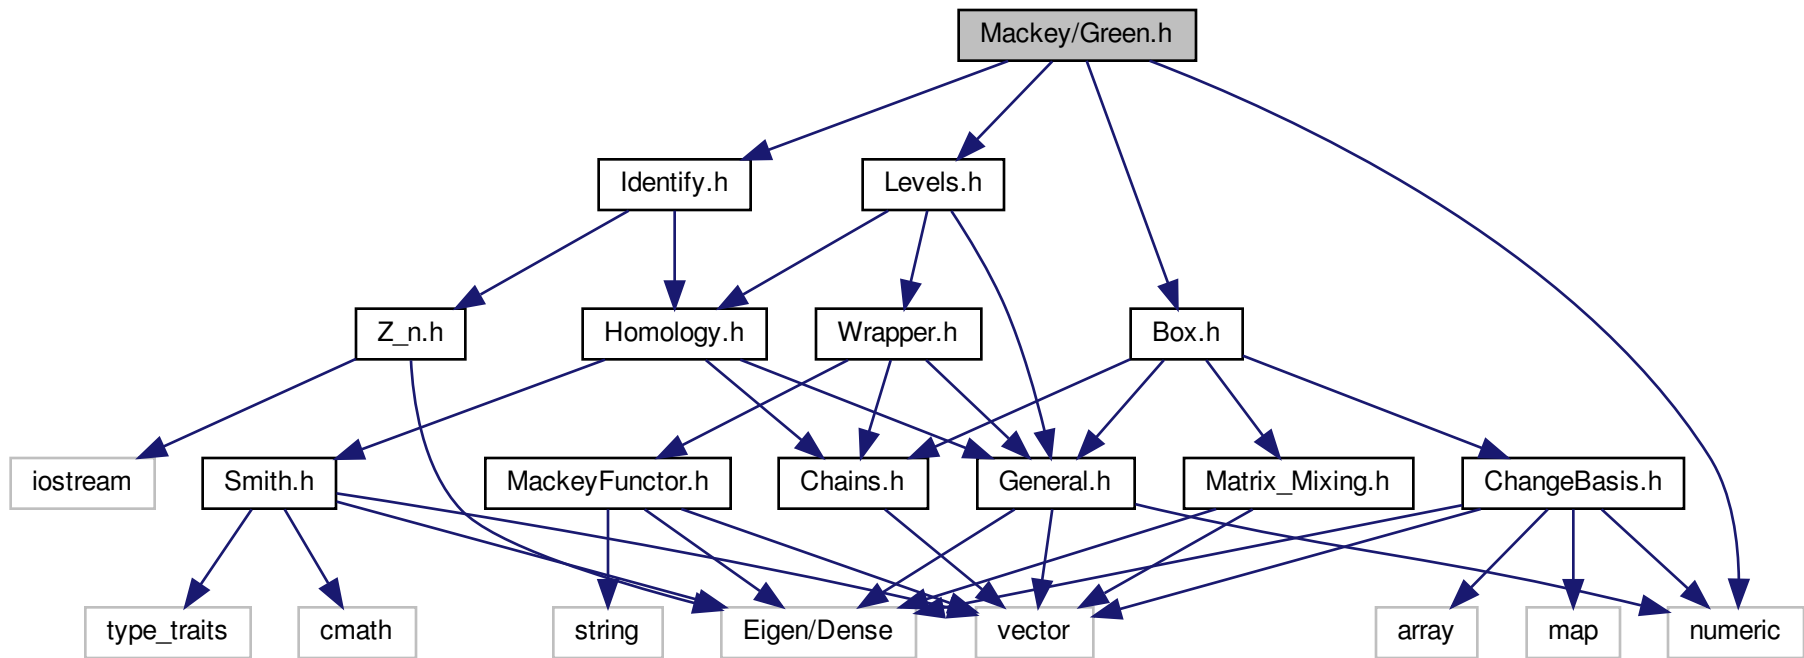 Mackey/Green.h
Identify.h
Levels.h
Z_n.h
Homology.h
Wrapper.h
Box.h
iostream
Smith.h
MackeyFunctor.h
Chains.h
General.h
Matrix_Mixing.h
ChangeBasis.h
type_traits
cmath
string
Eigen/Dense
vector
array
map
numeric